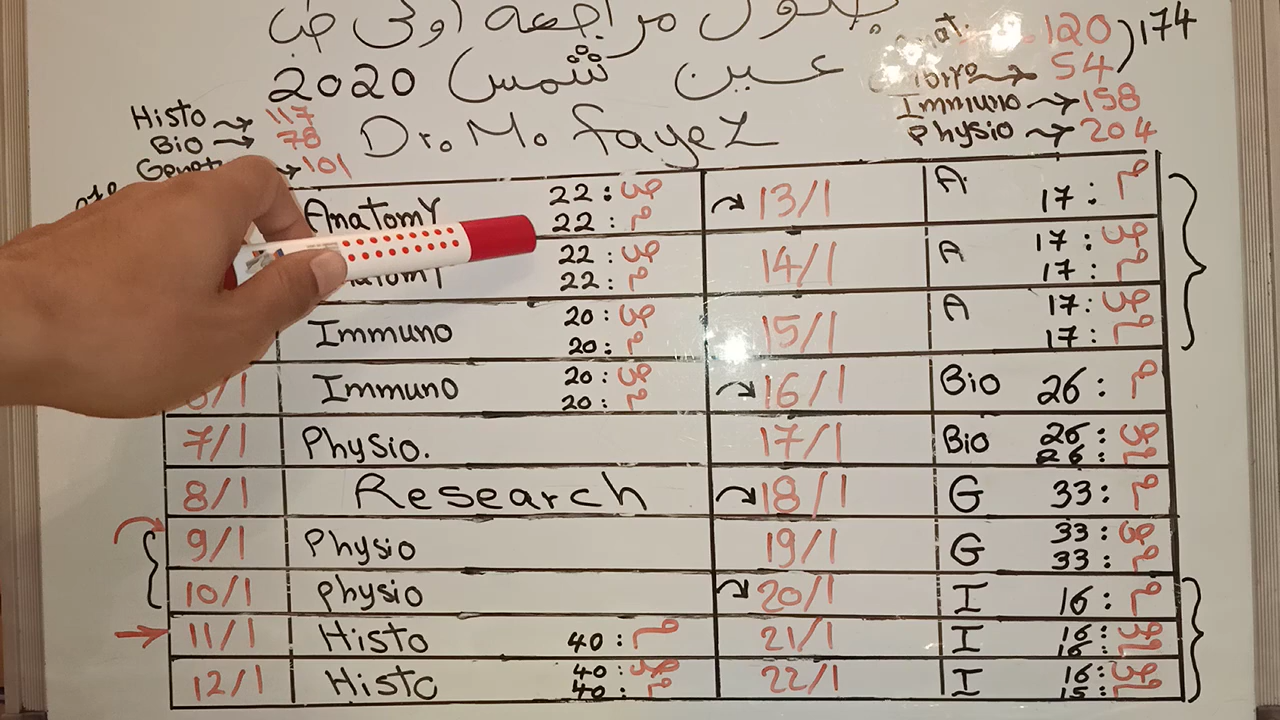 جدول مراجعة أولى طب
عين شمس 2020
Dr. Mo. Fayez
Histo → 117
Bio → 78
→ 101
120
54
174
Immuno → 158
Physio → 204
Anatomy 22: ص
22: م
13/1 A 17: م
22: ص
22: م
14/1 A 17: ص
17: م
Immuno 20: ص
20: م
15/1 A 17: ص
17: م
Immuno 20: ص
20: م
16/1 Bio 26: م
7/1 Physio.
17/1 Bio 26: ص
26: م
8/1 Research
18/1 G 33: م
9/1 Physio
19/1 G 33: ص
33: م
10/1 Physio
20/1 I 16: م
11/1 Histo 40: م
21/1 I 16: ص
16: م
12/1 Histo 40: ص
40: م
22/1 I 16: ص
15: م